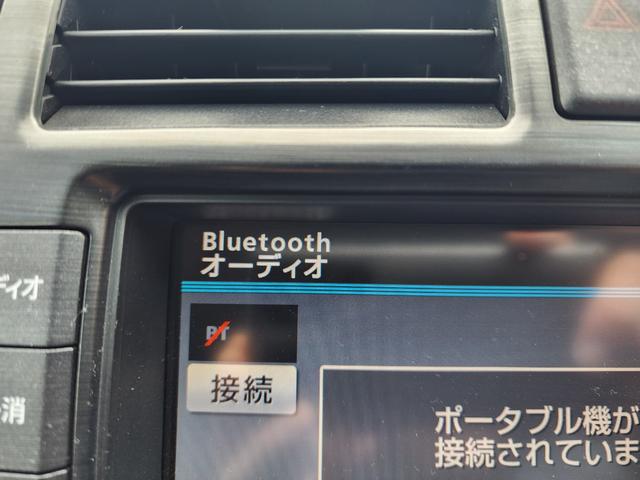 Bluetooth
オーディオ
ディオ
BT
接続
消
ポータブル機が
接続されていま